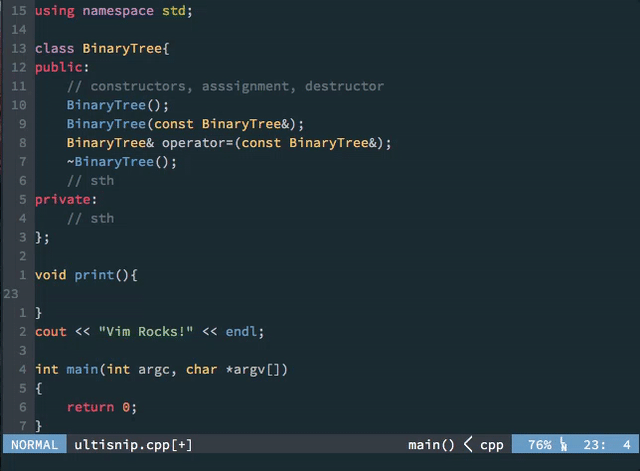 15 using namespace std;
14
13 class BinaryTree{
12 public:
11     // constructors, asssignment, destructor
10     BinaryTree();
9     BinaryTree(const BinaryTree&);
8     BinaryTree& operator=(const BinaryTree&);
7     ~BinaryTree();
6     // sth
5 private:
4     // sth
3 };
2
1 void print(){
23
1 }
2 cout << "Vim Rocks!" << endl;
3
4 int main(int argc, char *argv[])
5 {
6     return 0;
7 }
NORMAL ultisnip.cpp[+] main() cpp 76% LN 23: 4